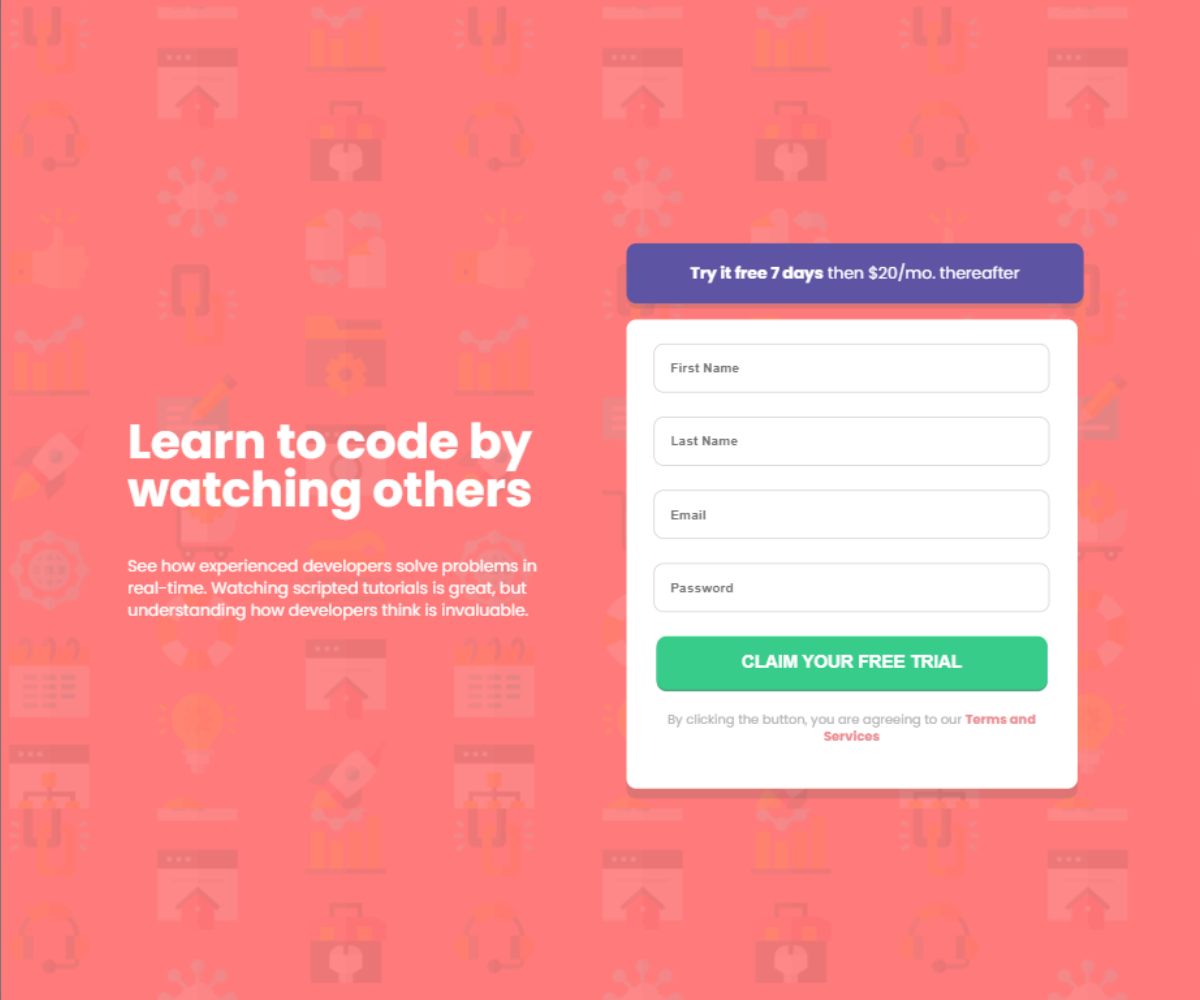 Learn to code by
watching others
See how experienced developers solve problems in
real-time. Watching scripted tutorials is great, but
understanding how developers think is invaluable.
Try it free 7 days then $20/mo. thereafter
First Name
Last Name
Email
Password
CLAIM YOUR FREE TRIAL
By clicking the button, you are agreeing to our Terms and
Services